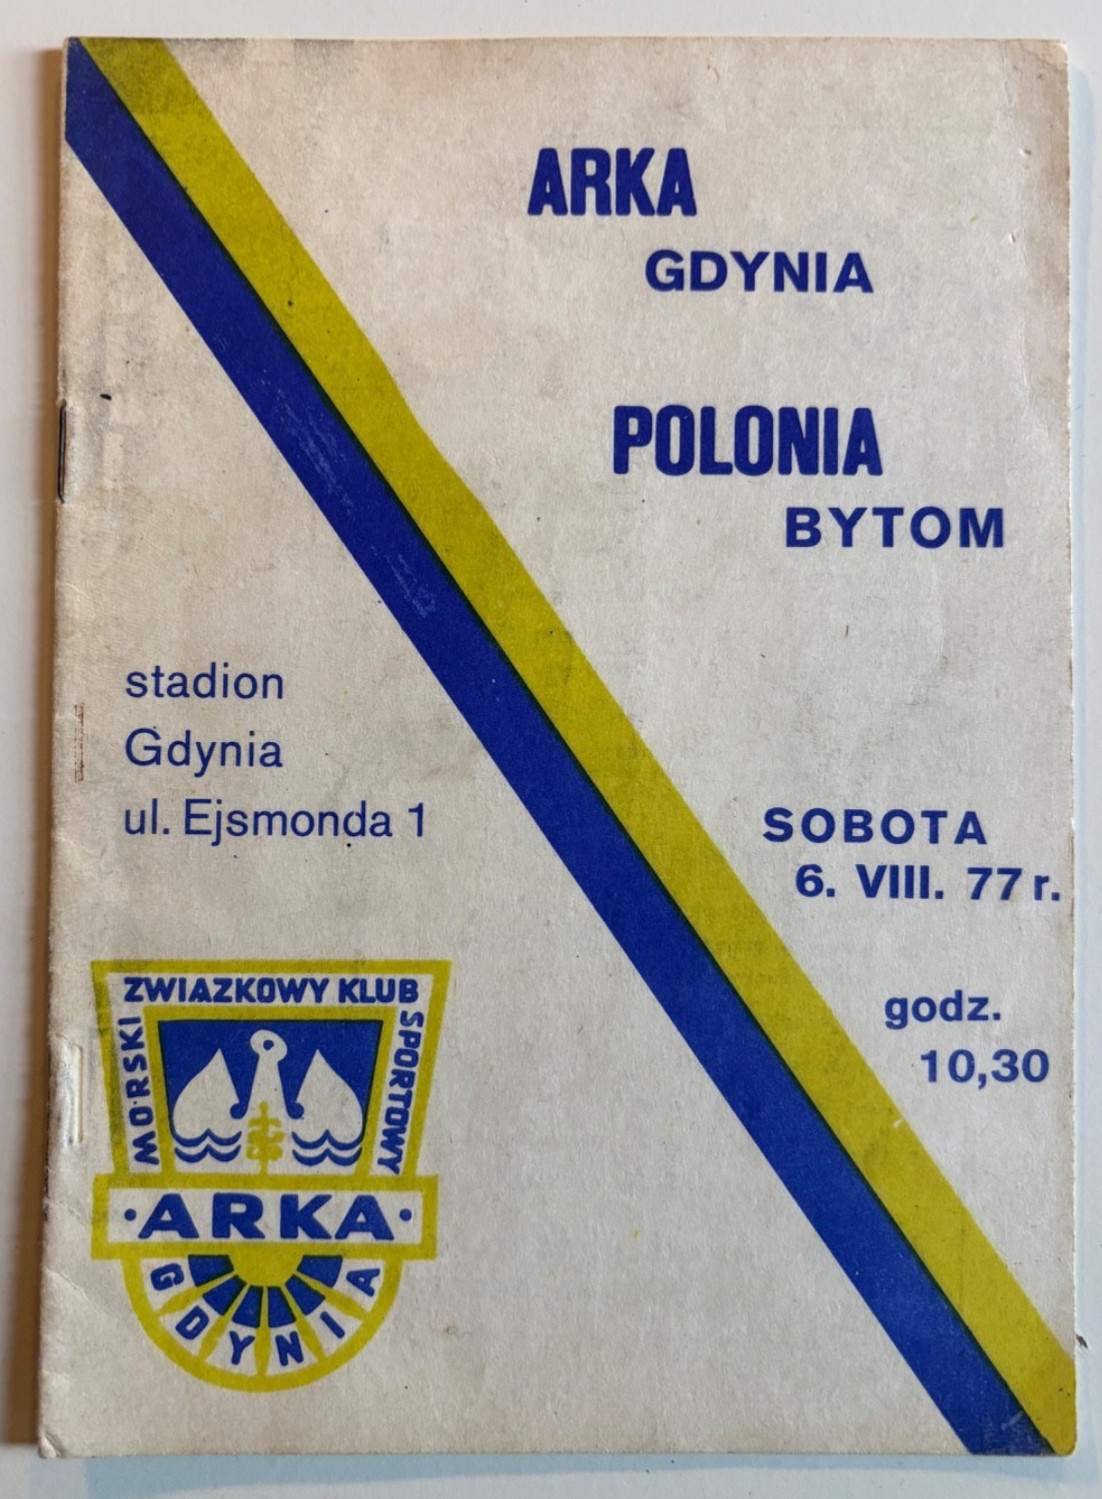 ARKA
GDYNIA
POLONIA
BYTOM
stadion
Gdynia
ul. Ejsmonda 1
SOBOTA
6. VIII. 77 r.
godz.
10,30
MORSKI
ZWIAZKOWY KLUB
SPORTOWY
·ARKA·
GDYNIA